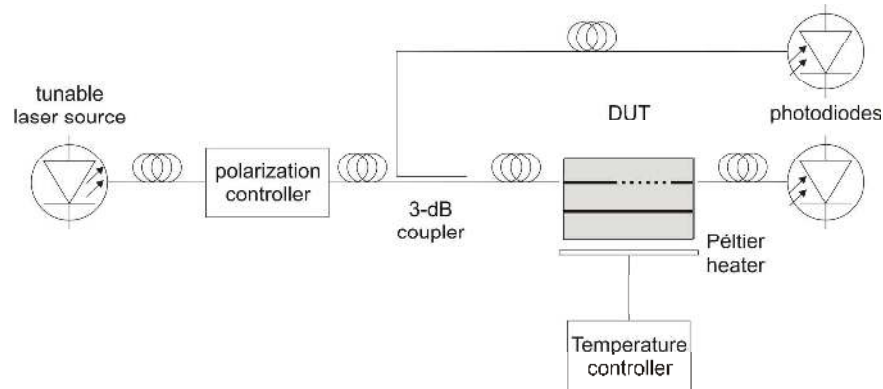 tunable
laser source
polarization
controller
3-dB
coupler
DUT
photodiodes
Péltier
heater
Temperature
controller